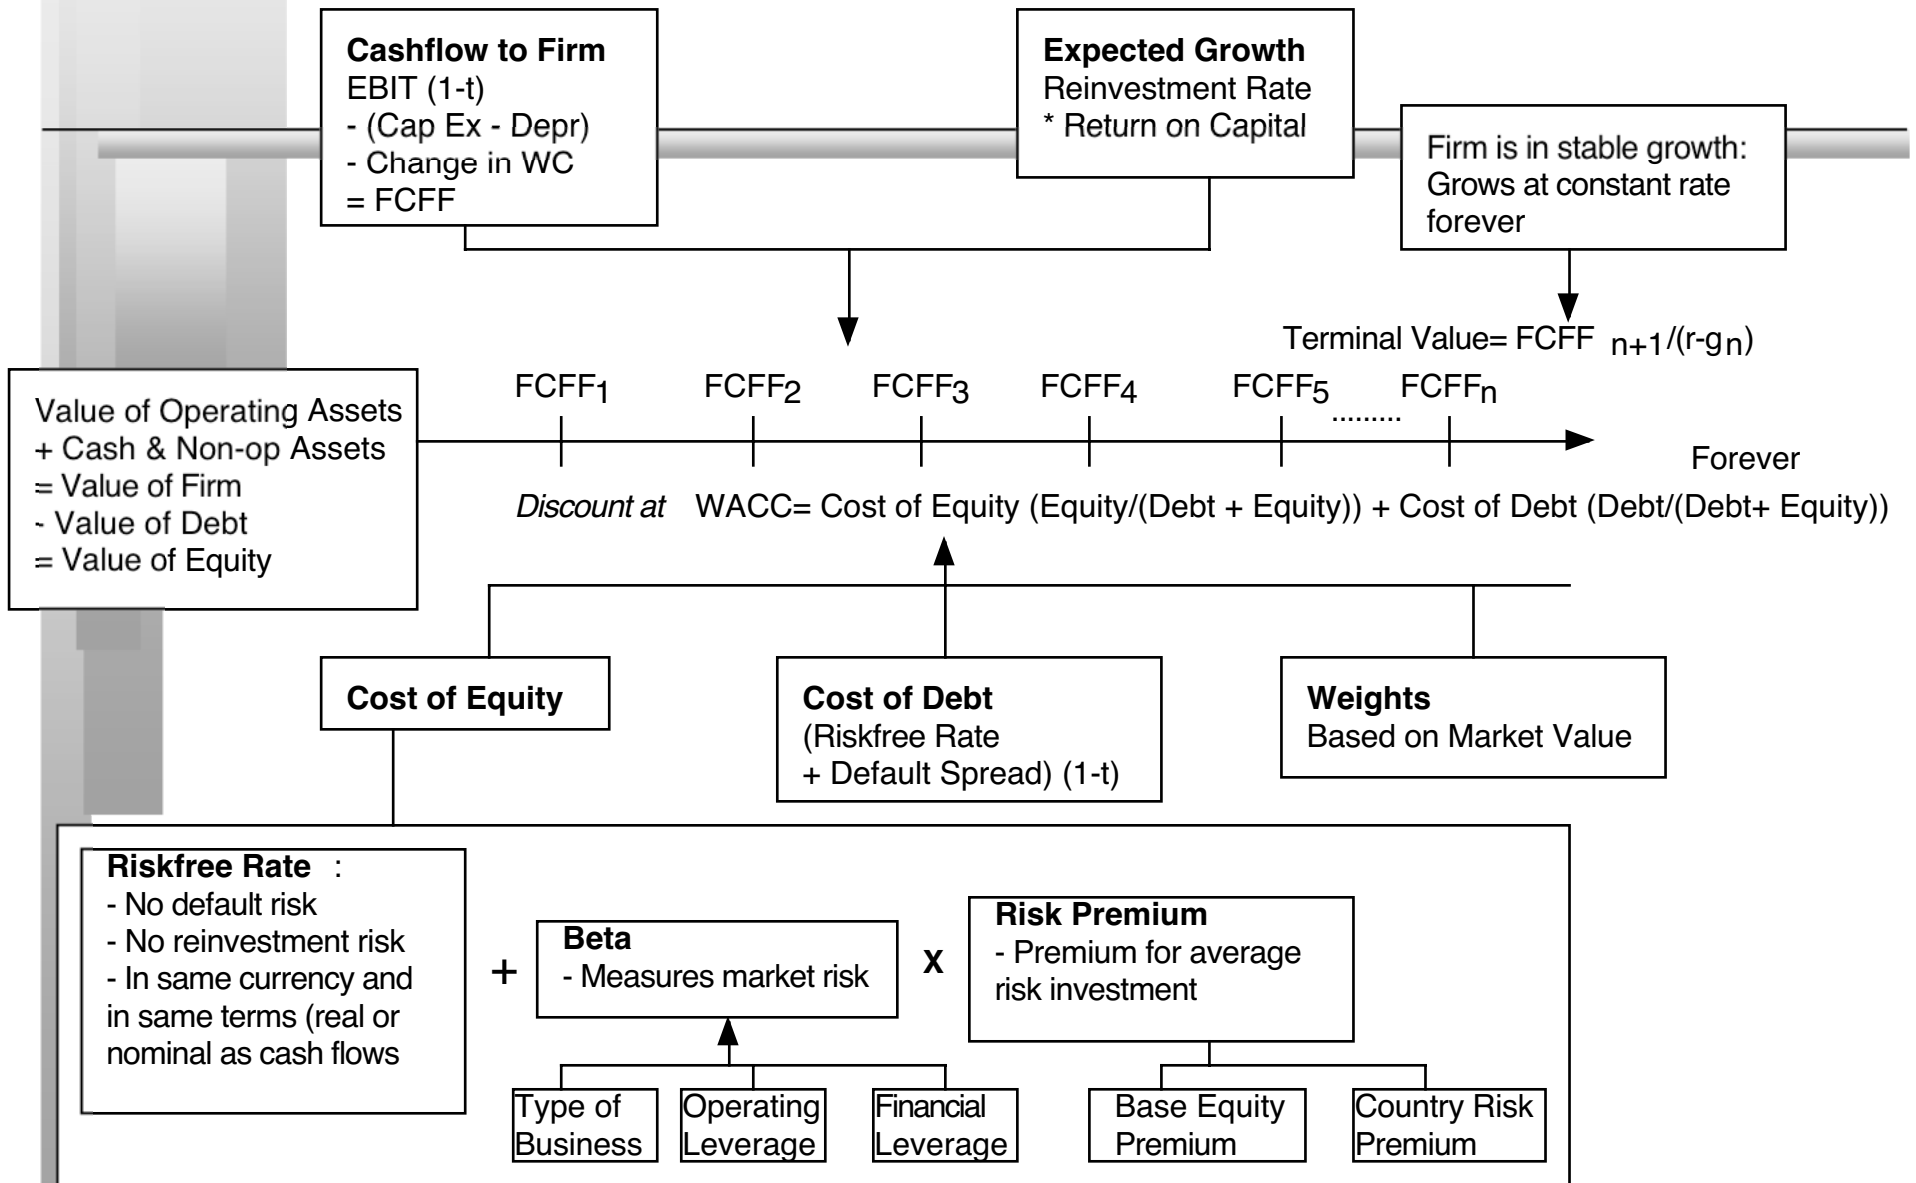 Cashflow to Firm
EBIT (1-t)
- (Cap Ex - Depr)
- Change in WC
= FCFF
Expected Growth
Reinvestment Rate
* Return on Capital
Firm is in stable growth:
Grows at constant rate
forever
Terminal Value= FCFF n+1/(r-gn)
FCFF1 FCFF2 FCFF3 FCFF4 FCFF5 ......... FCFFn
Forever
Value of Operating Assets
+ Cash & Non-op Assets
= Value of Firm
- Value of Debt
= Value of Equity
Discount at WACC= Cost of Equity (Equity/(Debt + Equity)) + Cost of Debt (Debt/(Debt+ Equity))
Cost of Equity
Cost of Debt
(Riskfree Rate
+ Default Spread) (1-t)
Weights
Based on Market Value
Riskfree Rate :
- No default risk
- No reinvestment risk
- In same currency and
in same terms (real or
nominal as cash flows
+
Beta
- Measures market risk
X
Risk Premium
- Premium for average
risk investment
Type of
Business
Operating
Leverage
Financial
Leverage
Base Equity
Premium
Country Risk
Premium